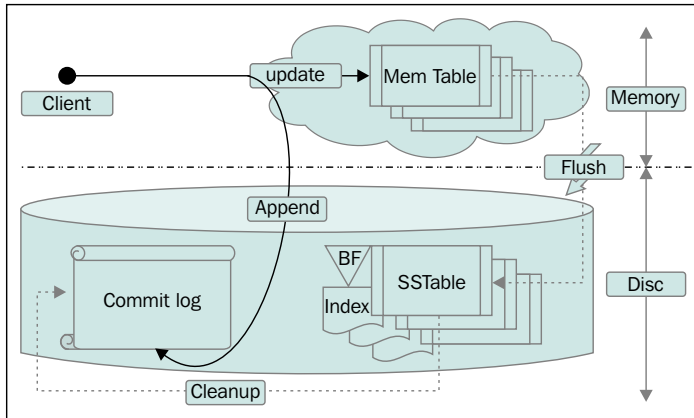 update
Mem Table
Client
Memory
Flush
Append
BF
SSTable
Index
Commit log
Disc
Cleanup